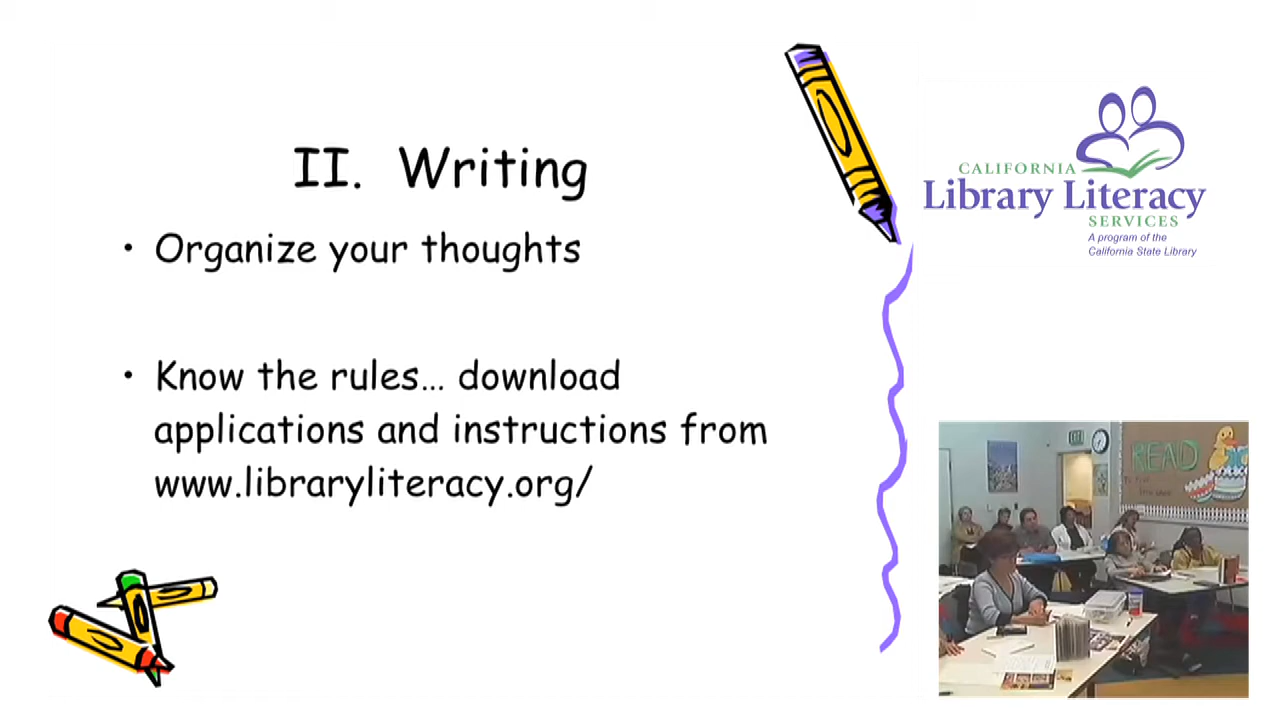 II. Writing
• Organize your thoughts
• Know the rules... download
applications and instructions from
www.libraryliteracy.org/
CALIFORNIA
Library Literacy
SERVICES
A program of the
California State Library
READ